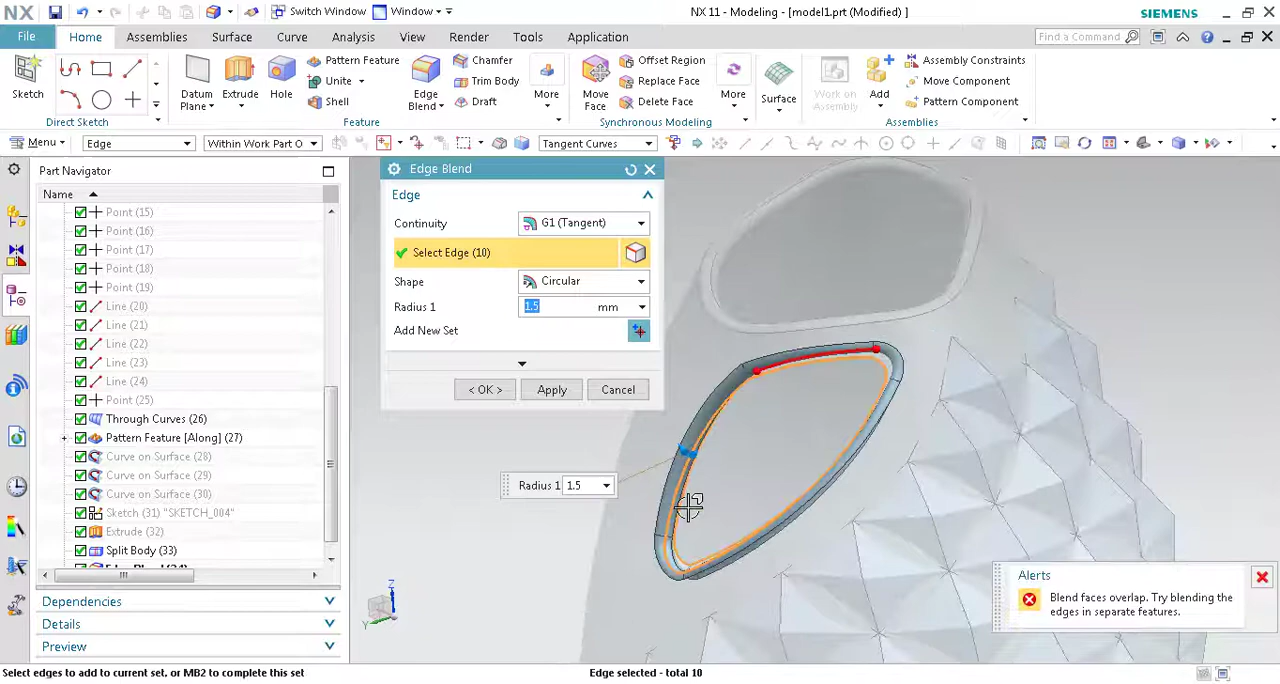 NX
Switch Window
Window
NX 11 - Modeling - [model1.prt (Modified) ]
SIEMENS
File
Home
Assemblies
Surface
Curve
Analysis
View
Render
Tools
Application
Find a Command
Sketch
Direct Sketch
Datum
Plane
Extrude
Hole
Pattern Feature
Unite
Shell
Edge
Blend
Chamfer
Trim Body
Draft
More
Feature
Move
Face
Offset Region
Replace Face
Delete Face
More
Synchronous Modeling
Surface
Work on
Assembly
Add
Assembly Constraints
Move Component
Pattern Component
Assemblies
Menu
Edge
Within Work Part O
Tangent Curves
Part Navigator
Name
Point (15)
Point (16)
Point (17)
Point (18)
Point (19)
Line (20)
Line (21)
Line (22)
Line (23)
Line (24)
Point (25)
Through Curves (26)
Pattern Feature [Along] (27)
Curve on Surface (28)
Curve on Surface (29)
Curve on Surface (30)
Sketch (31) "SKETCH_004"
Extrude (32)
Split Body (33)
Dependencies
Details
Preview
Edge Blend
Edge
Continuity
G1 (Tangent)
Select Edge (10)
Shape
Circular
Radius 1
1.5
mm
Add New Set
< OK >
Apply
Cancel
Radius 1
1.5
Z
Y
Alerts
Blend faces overlap. Try blending the
edges in separate features.
Select edges to add to current set, or MB2 to complete this set
Edge selected - total 10